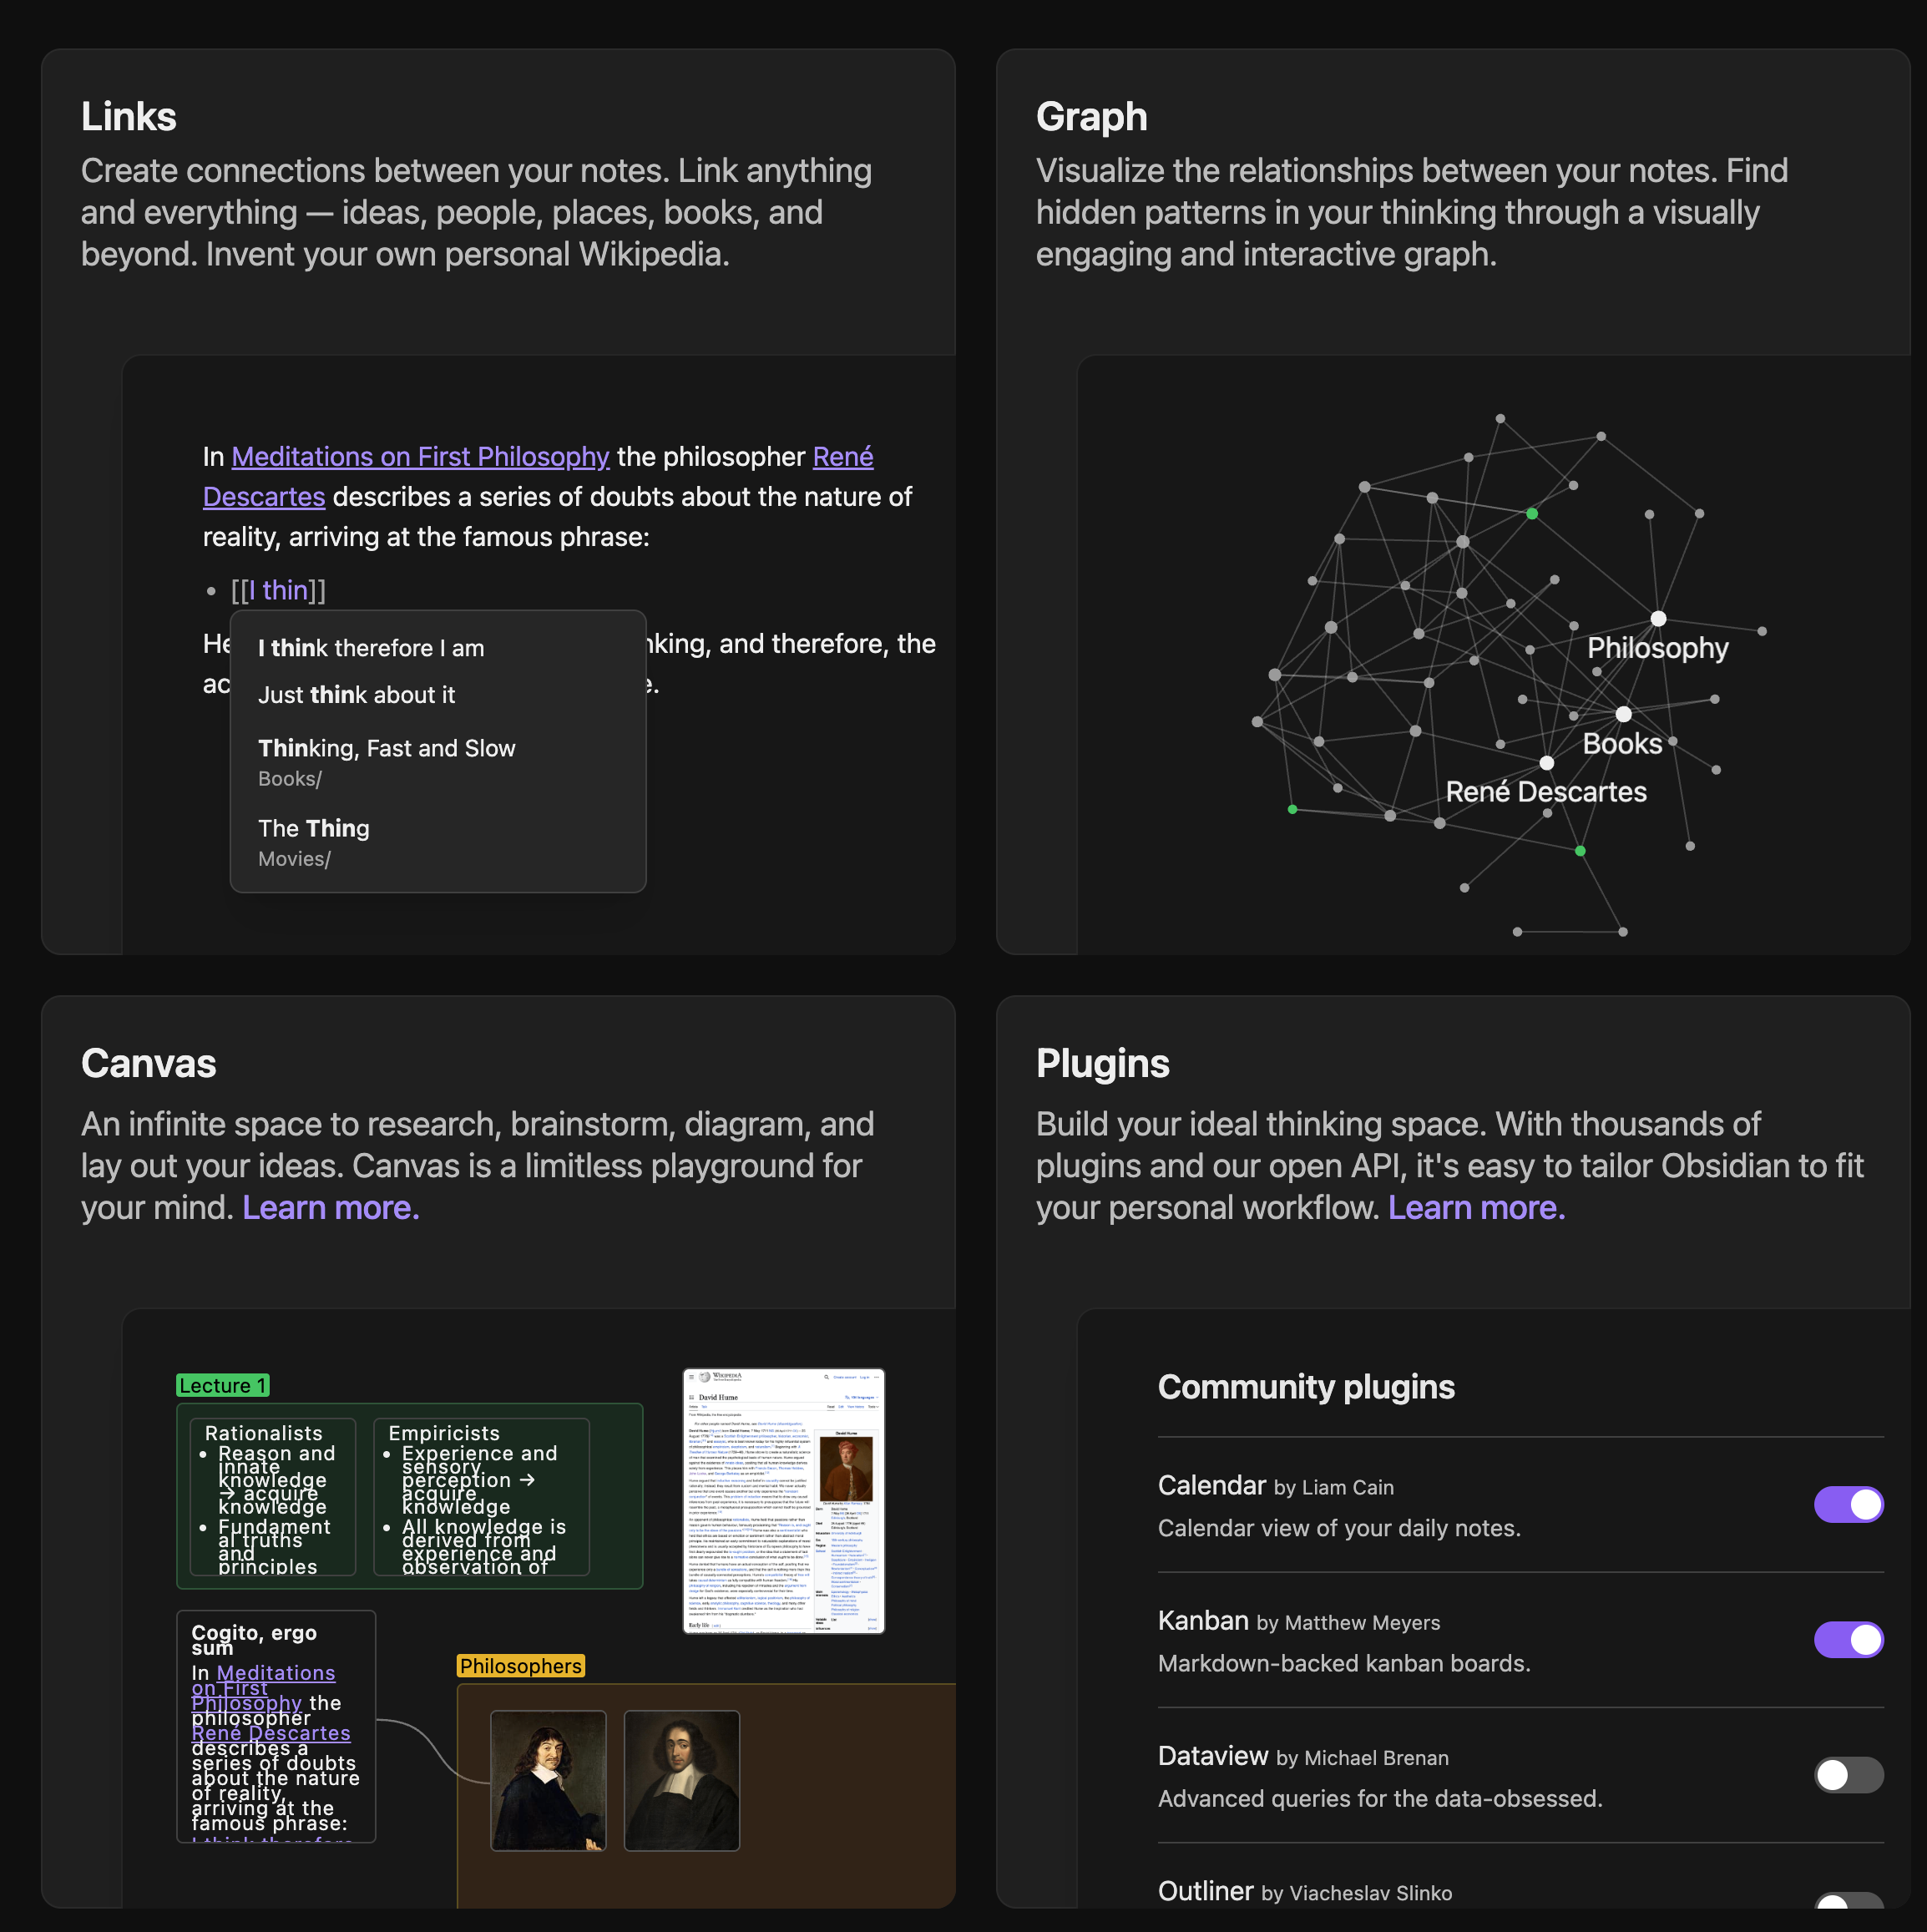 Links
Create connections between your notes. Link anything
and everything — ideas, people, places, books, and
beyond. Invent your own personal Wikipedia.
In Meditations on First Philosophy the philosopher René
Descartes describes a series of doubts about the nature of
reality, arriving at the famous phrase:
[[I thin]]
I think therefore I am
Just think about it
Thinking, Fast and Slow
Books/
The Thing
Movies/
and therefore, the
Graph
Visualize the relationships between your notes. Find
hidden patterns in your thinking through a visually
engaging and interactive graph.
Philosophy
Books
René Descartes
Canvas
An infinite space to research, brainstorm, diagram, and
lay out your ideas. Canvas is a limitless playground for
your mind. Learn more.
Lecture 1
Rationalists
• Reason and
innate
knowledge
→ acquire
knowledge
• Fundament
al truths
and
principles
Empiricists
• Experience and
sensory
perception →
acquire
knowledge
• All knowledge is
derived from
experience and
observation of
WIKIPEDIA
David Hume
Early life
Cogito, ergo
sum
In Meditations
on First
Philosophy the
philosopher
René Descartes
describes a
series of doubts
about the nature
of reality,
arriving at the
famous phrase:
I think therefore
Philosophers
Plugins
Build your ideal thinking space. With thousands of
plugins and our open API, it's easy to tailor Obsidian to fit
your personal workflow. Learn more.
Community plugins
Calendar by Liam Cain
Calendar view of your daily notes.
Kanban by Matthew Meyers
Markdown-backed kanban boards.
Dataview by Michael Brenan
Advanced queries for the data-obsessed.
Outliner by Viacheslav Slinko